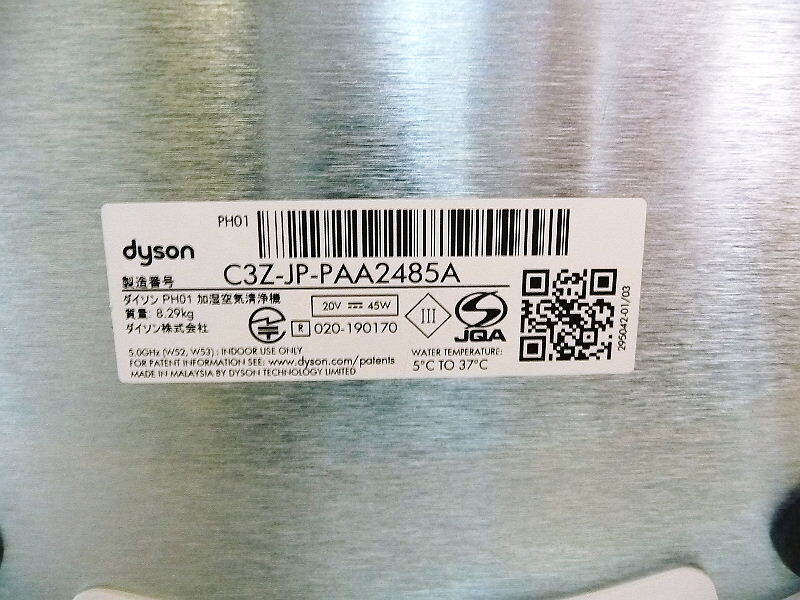 PH01
dyson
製造番号 C3Z-JP-PAA2485A
ダイソン PH01 加湿空気清浄機
質量: 8.29kg
ダイソン株式会社
20V ⎓ 45W
R 020-190170
III
JQA
5.0GHz (W52, W53) : INDOOR USE ONLY
FOR PATENT INFORMATION SEE: www.dyson.com/patents
MADE IN MALAYSIA BY DYSON TECHNOLOGY LIMITED
WATER TEMPERATURE:
5°C TO 37°C
295042-01/03